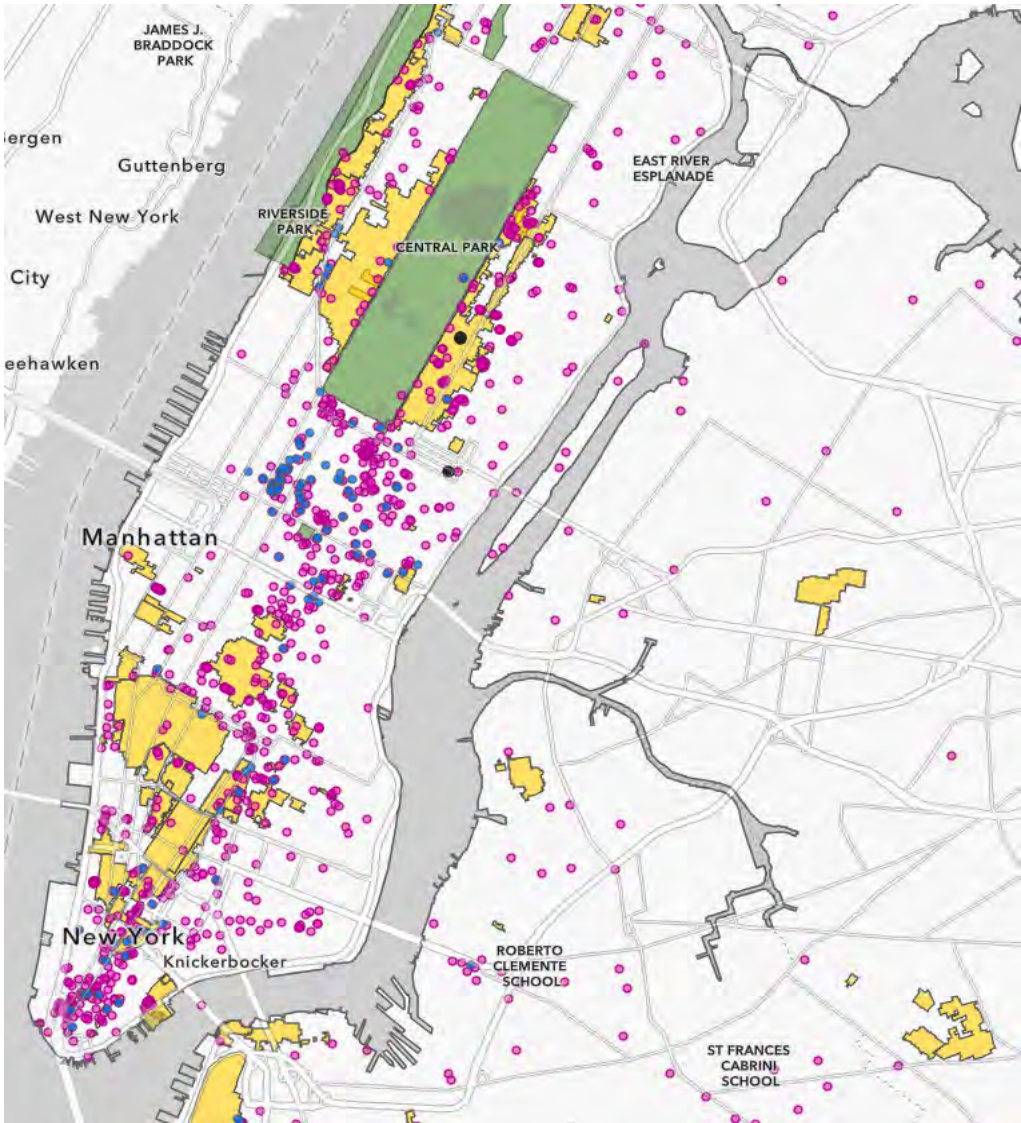 JAMES J.
BRADDOCK
PARK
Bergen
Guttenberg
EAST RIVER
ESPLANADE
West New York
RIVERSIDE
PARK
CENTRAL PARK
City
eehawken
Manhattan
New York
Knickerbocker
ROBERTO
CLEMENTE
SCHOOL
ST FRANCES
CABRINI
SCHOOL